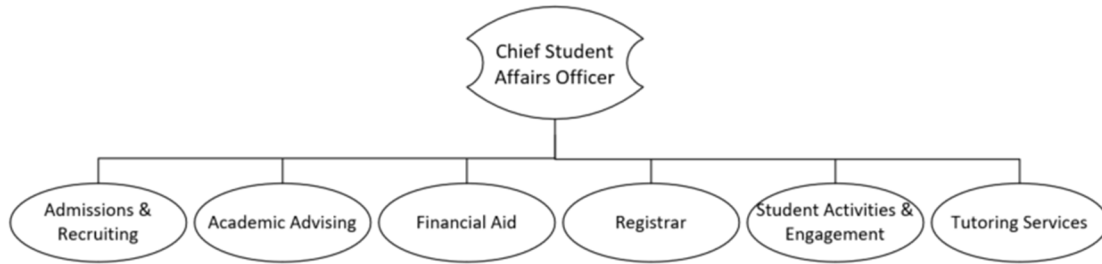 Chief Student
Affairs Officer
Admissions &
Recruiting
Academic Advising
Financial Aid
Registrar
Student Activities &
Engagement
Tutoring Services